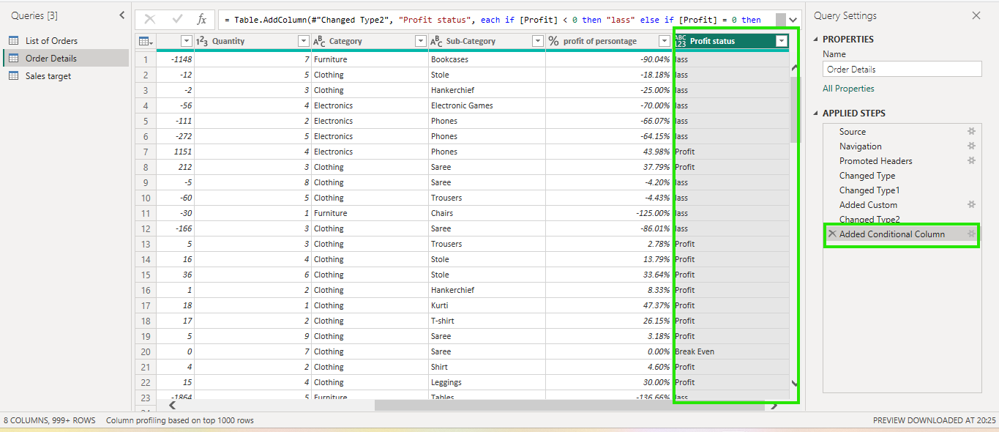 Queries [3]
List of Orders
Order Details
Sales target
fx = Table.AddColumn(#"Changed Type2", "Profit status", each if [Profit] < 0 then "lass" else if [Profit] = 0 then
1²3 Quantity ABC Category ABC Sub-Category % profit of persontage ABC 123 Profit status
1 -1148 7 Furniture Bookcases -90.04% lass
2 -12 5 Clothing Stole -18.18% lass
3 -2 3 Clothing Hankerchief -25.00% lass
4 -56 4 Electronics Electronic Games -70.00% lass
5 -111 2 Electronics Phones -66.07% lass
6 -272 5 Electronics Phones -64.15% lass
7 1151 4 Electronics Phones 43.98% Profit
8 212 3 Clothing Saree 37.79% Profit
9 -5 8 Clothing Saree -4.20% lass
10 -60 5 Clothing Trousers -4.43% lass
11 -30 1 Furniture Chairs -125.00% lass
12 -166 3 Clothing Saree -86.01% lass
13 5 3 Clothing Trousers 2.78% Profit
14 16 4 Clothing Stole 13.79% Profit
15 36 6 Clothing Stole 33.64% Profit
16 1 2 Clothing Hankerchief 8.33% Profit
17 18 1 Clothing Kurti 47.37% Profit
18 17 2 Clothing T-shirt 26.15% Profit
19 5 9 Clothing Saree 3.18% Profit
20 0 7 Clothing Saree 0.00% Break Even
21 4 2 Clothing Shirt 4.60% Profit
22 15 4 Clothing Leggings 30.00% Profit
23 -1864 5 Furniture Tables -136.66% lass
Query Settings
PROPERTIES
Name
Order Details
All Properties
APPLIED STEPS
Source
Navigation
Promoted Headers
Changed Type
Changed Type1
Added Custom
Changed Type2
Added Conditional Column
8 COLUMNS, 999+ ROWS Column profiling based on top 1000 rows PREVIEW DOWNLOADED AT 20:25